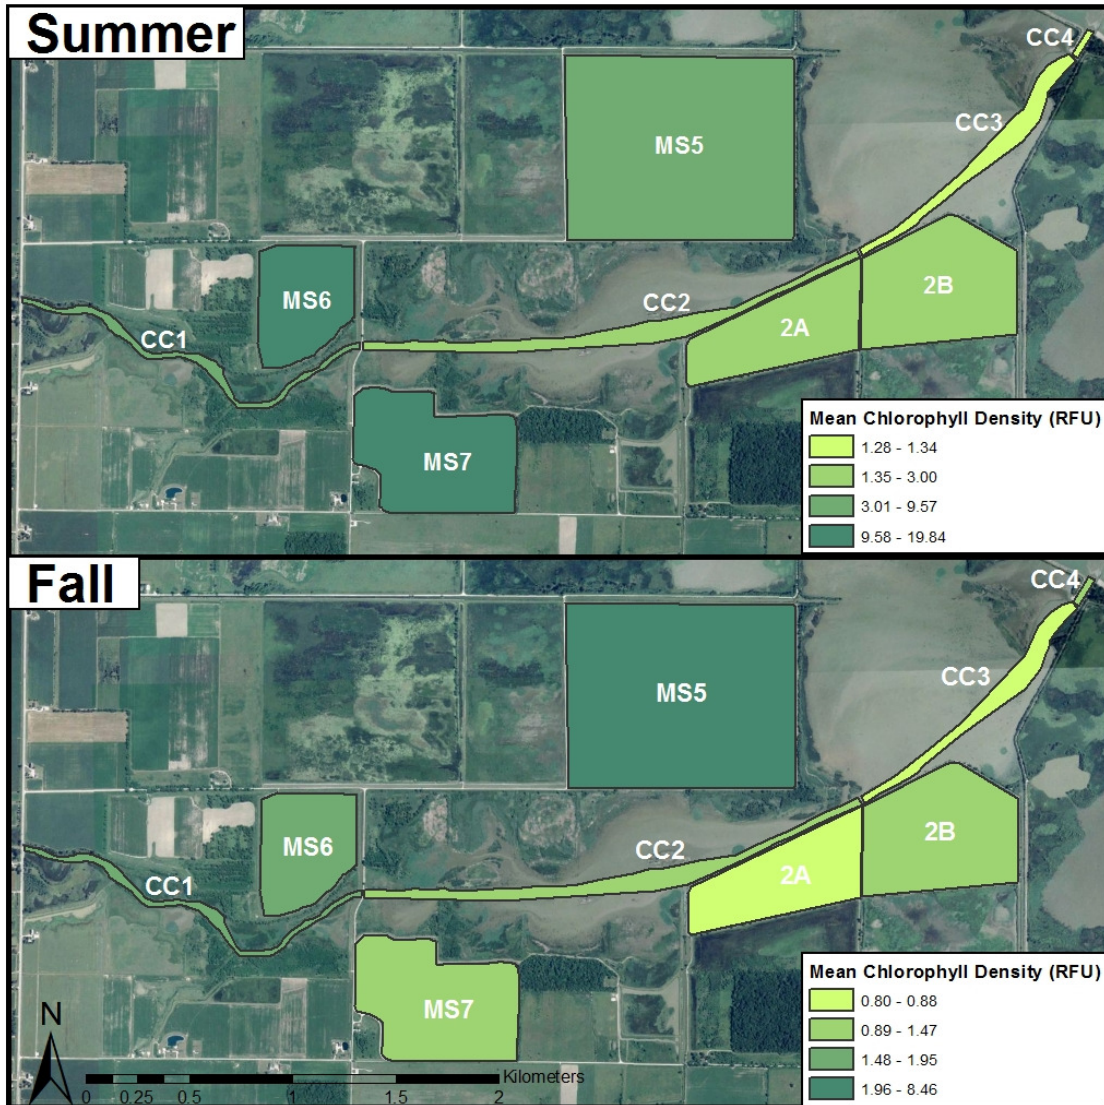 Summer
CC4
CC3
MS5
MS6
2B
CC2
CC1
2A
MS7
Mean Chlorophyll Density (RFU)
1.28 - 1.34
1.35 - 3.00
3.01 - 9.57
9.58 - 19.84
Fall
CC4
CC3
MS5
MS6
2B
CC2
2A
CC1
MS7
Mean Chlorophyll Density (RFU)
0.80 - 0.88
0.89 - 1.47
1.48 - 1.95
1.96 - 8.46
N
Kilometers
0 0.25 0.5 1 1.5 2